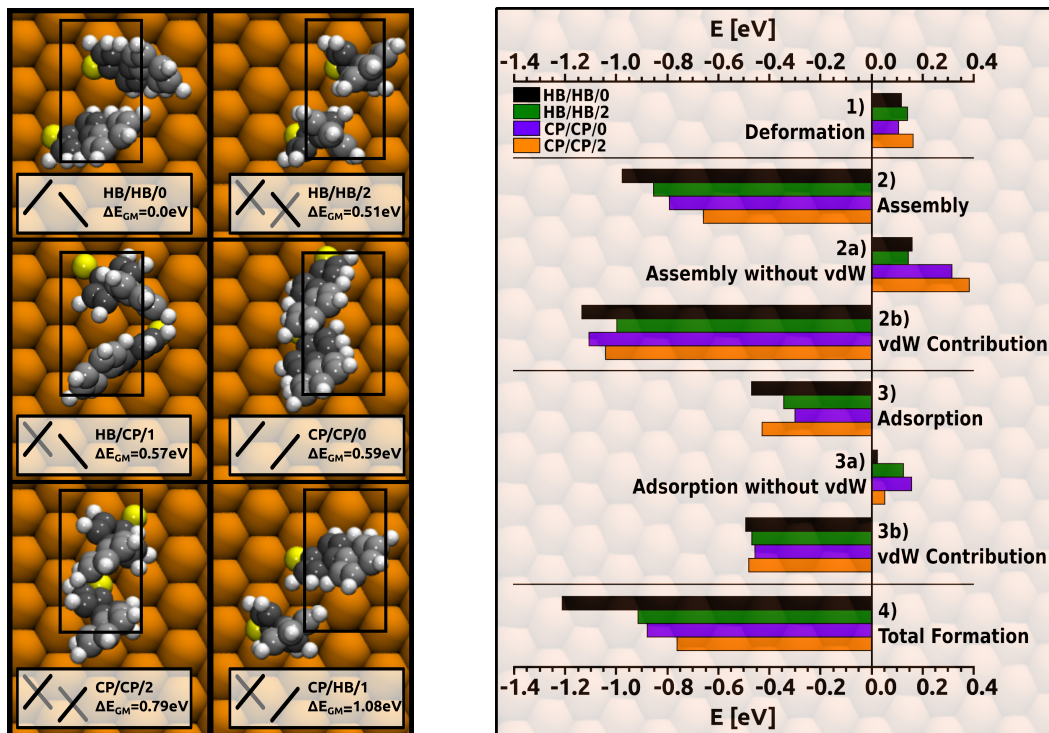 HB/HB/0
ΔE_GM=0.0eV
HB/HB/2
ΔE_GM=0.51eV
HB/CP/1
ΔE_GM=0.57eV
CP/CP/0
ΔE_GM=0.59eV
CP/CP/2
ΔE_GM=0.79eV
CP/HB/1
ΔE_GM=1.08eV
E [eV]
-1.4 -1.2 -1.0 -0.8 -0.6 -0.4 -0.2 0.0 0.2 0.4
HB/HB/0
HB/HB/2
CP/CP/0
CP/CP/2
1)
Deformation
2)
Assembly
2a)
Assembly without vdW
2b)
vdW Contribution
3)
Adsorption
3a)
Adsorption without vdW
3b)
vdW Contribution
4)
Total Formation
-1.4 -1.2 -1.0 -0.8 -0.6 -0.4 -0.2 0.0 0.2 0.4
E [eV]